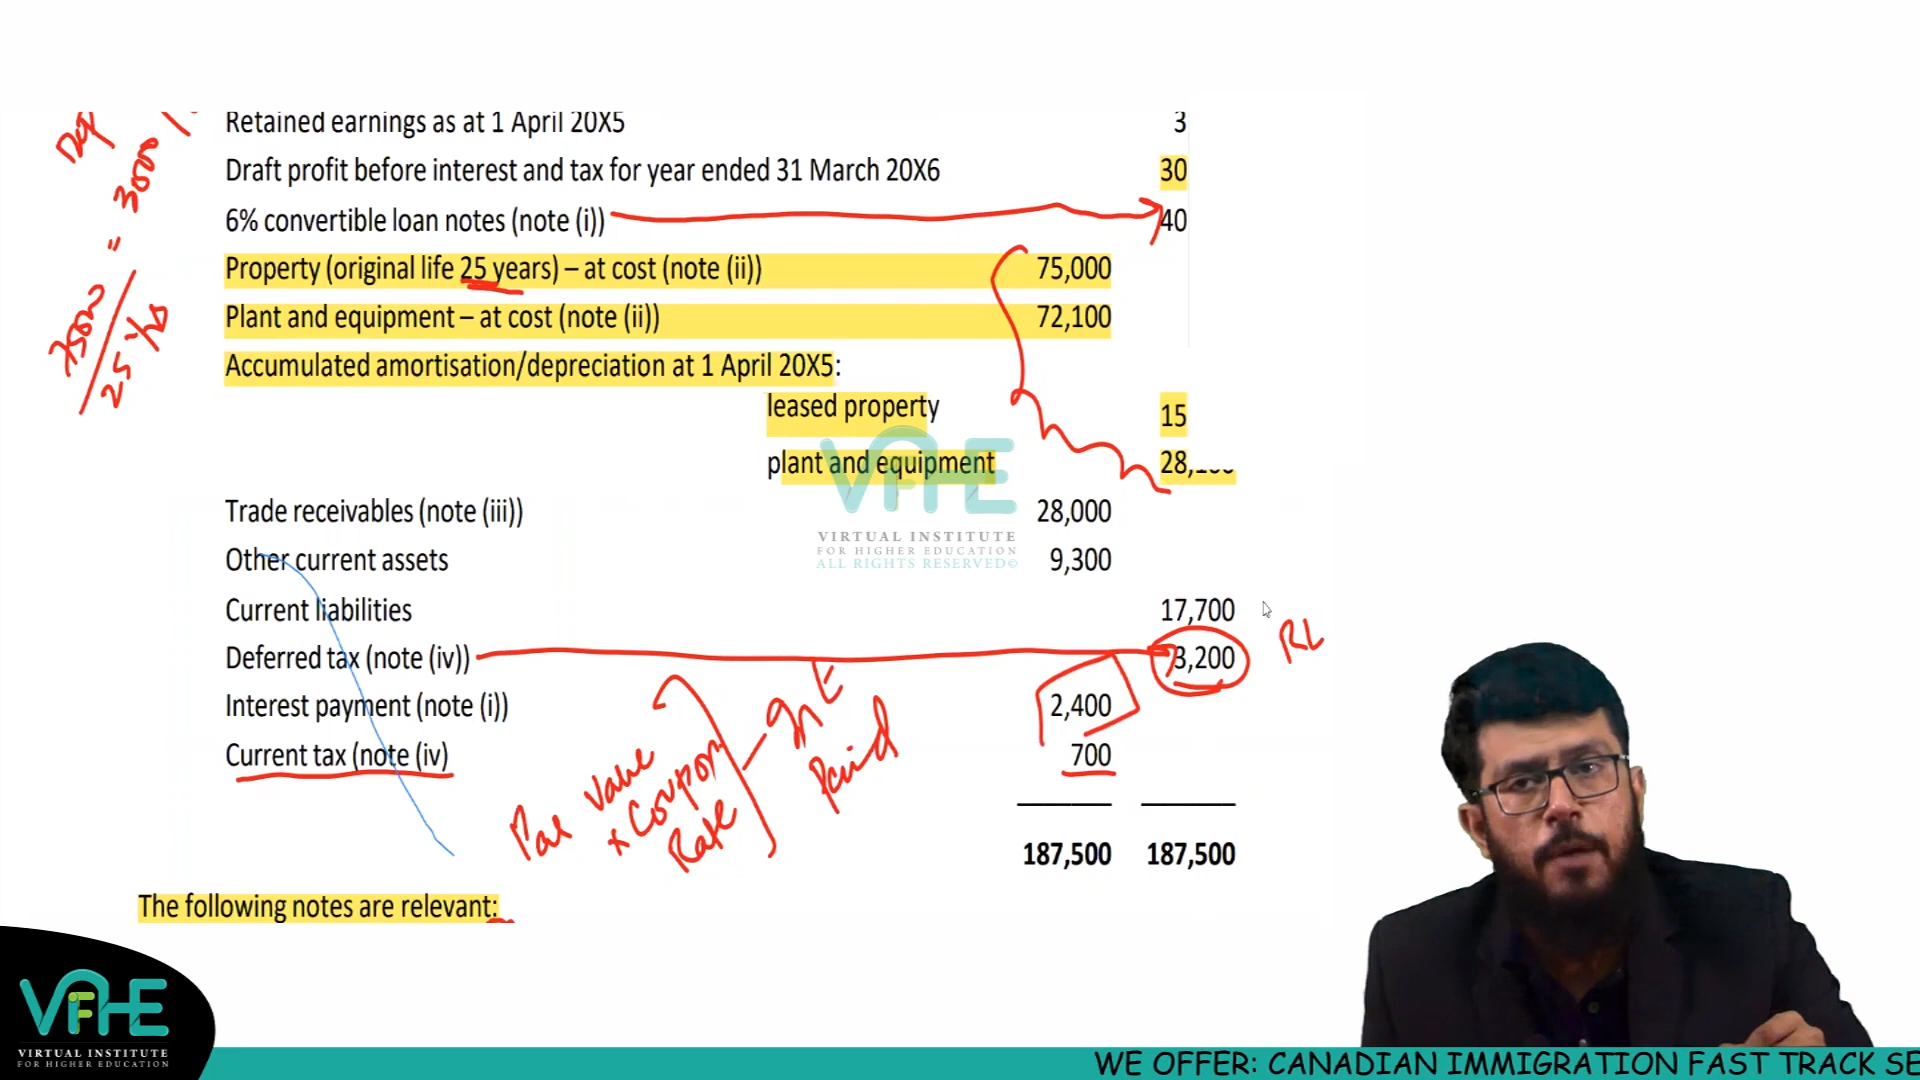 Retained earnings as at 1 April 20X5 3
Draft profit before interest and tax for year ended 31 March 20X6 30
6% convertible loan notes (note (i)) 40
Property (original life 25 years) – at cost (note (ii)) 75,000
Plant and equipment – at cost (note (ii)) 72,100
Accumulated amortisation/depreciation at 1 April 20X5:
leased property 15
plant and equipment 28,100
Trade receivables (note (iii)) 28,000
Other current assets 9,300
Current liabilities 17,700
Deferred tax (note (iv)) 3,200
Interest payment (note (i)) 2,400
Current tax (note (iv) 700
187,500 187,500
The following notes are relevant:
= 3000
75000
25 yrs
Par Value
x Coupon
Rate
Paid
VIRTUAL INSTITUTE
FOR HIGHER EDUCATION
ALL RIGHTS RESERVED©
VIFHE
VIRTUAL INSTITUTE
FOR HIGHER EDUCATION
WE OFFER: CANADIAN IMMIGRATION FAST TRACK SE